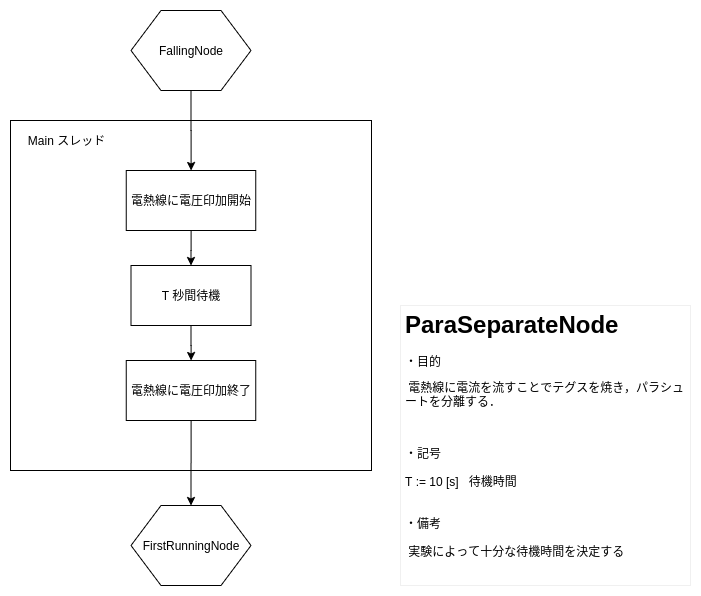 FallingNode
Main スレッド
電熱線に電圧印加開始
T 秒間待機
電熱線に電圧印加終了
FirstRunningNode
ParaSeparateNode
・目的
電熱線に電流を流すことでテグスを焼き，パラシュ
ートを分離する．
・記号
T := 10 [s] 待機時間
・備考
実験によって十分な待機時間を決定する